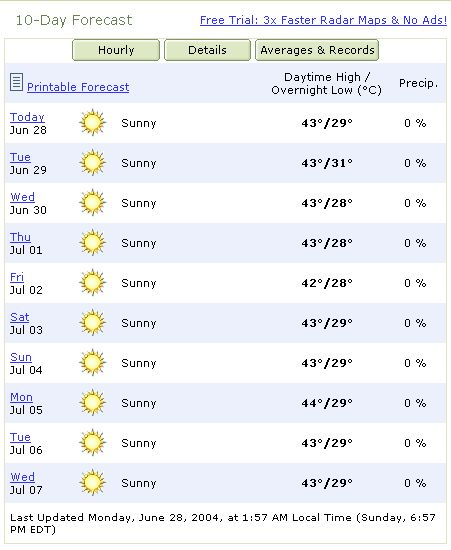 10-Day Forecast
Free Trial: 3x Faster Radar Maps & No Ads!
Hourly
Details
Averages & Records
Printable Forecast
Daytime High /
Overnight Low (°C)
Precip.
Today
Jun 28
Sunny
43°/29°
0 %
Tue
Jun 29
Sunny
43°/31°
0 %
Wed
Jun 30
Sunny
43°/28°
0 %
Thu
Jul 01
Sunny
43°/28°
0 %
Fri
Jul 02
Sunny
42°/28°
0 %
Sat
Jul 03
Sunny
43°/29°
0 %
Sun
Jul 04
Sunny
43°/29°
0 %
Mon
Jul 05
Sunny
44°/29°
0 %
Tue
Jul 06
Sunny
43°/29°
0 %
Wed
Jul 07
Sunny
43°/29°
0 %
Last Updated Monday, June 28, 2004, at 1:57 AM Local Time (Sunday, 6:57
PM EDT)